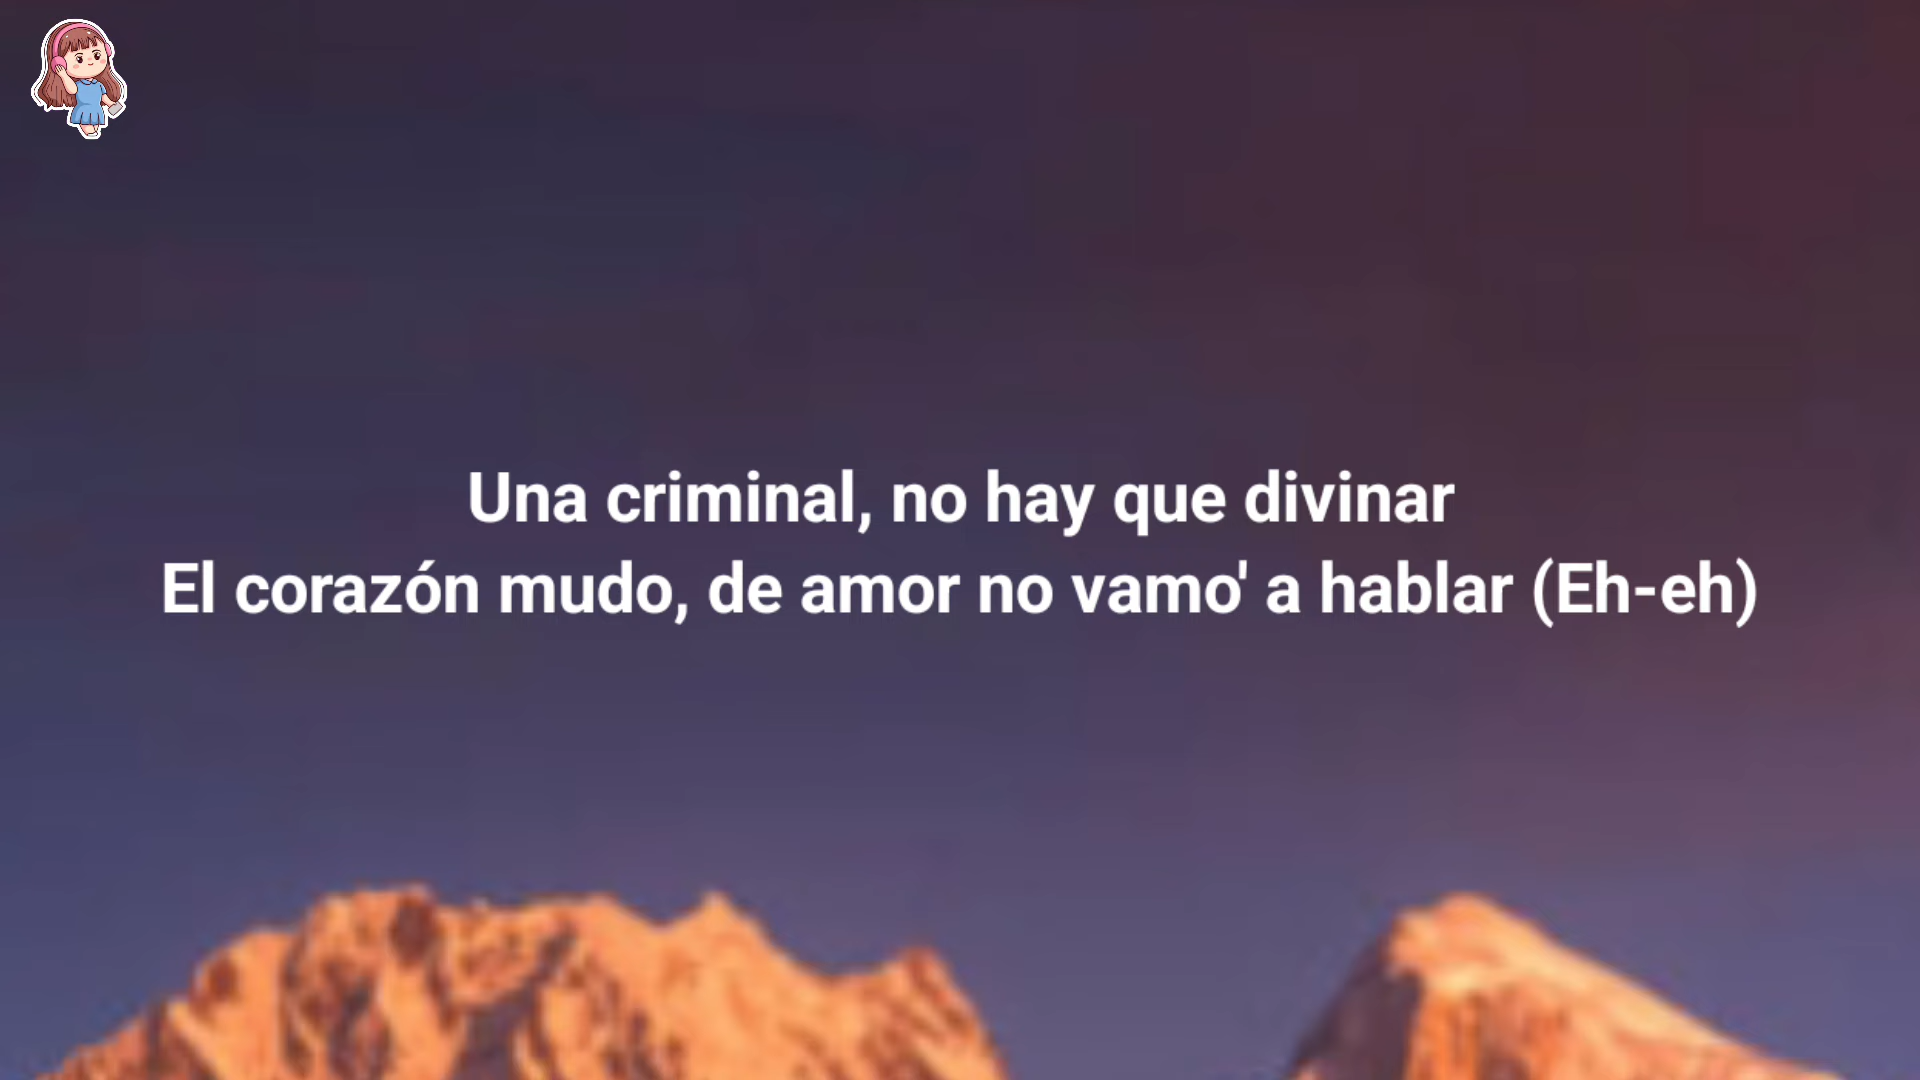 Una criminal, no hay que divinar
El corazón mudo, de amor no vamo' a hablar (Eh-eh)